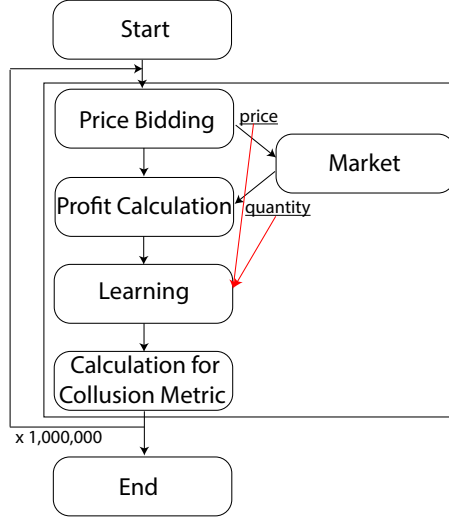 Start
Price Bidding
price
Market
Profit Calculation
quantity
Learning
Calculation for
Collusion Metric
x 1,000,000
End